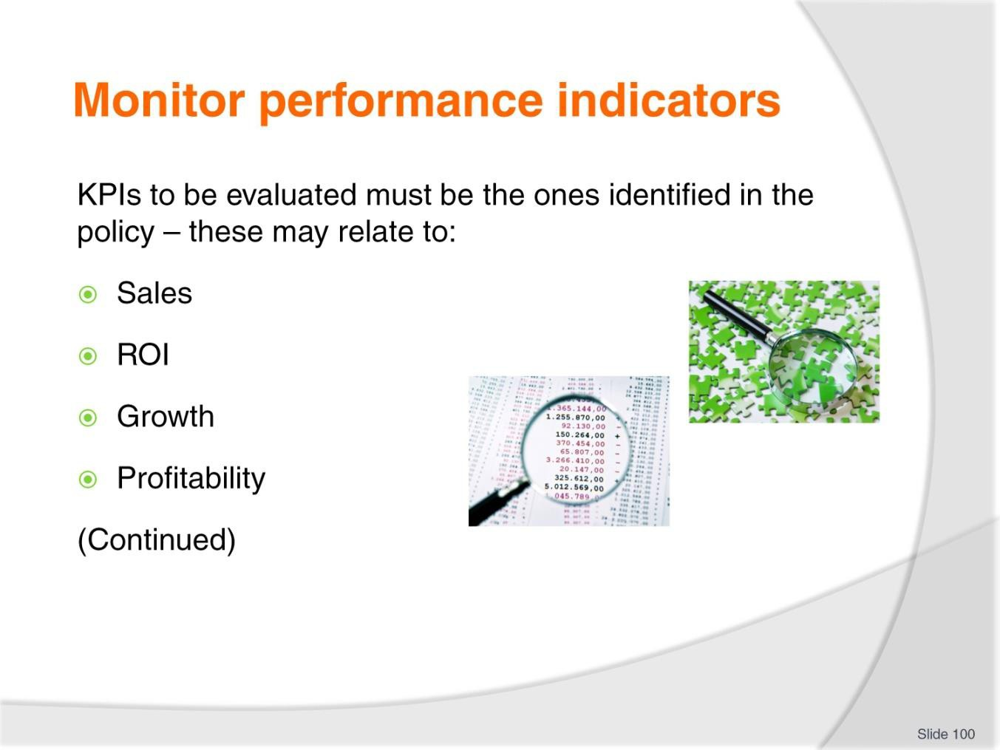 Monitor performance indicators
KPIs to be evaluated must be the ones identified in the
policy – these may relate to:
Sales
ROI
Growth
Profitability
(Continued)
1.365.144,00
1.255.870,00
92.130,00 –
150.264,00 +
370.454,00 –
65.807,00 –
3.266.410,00 –
20.147,00 –
325.612,00 +
5.012.569,00
.045.789
Slide 100